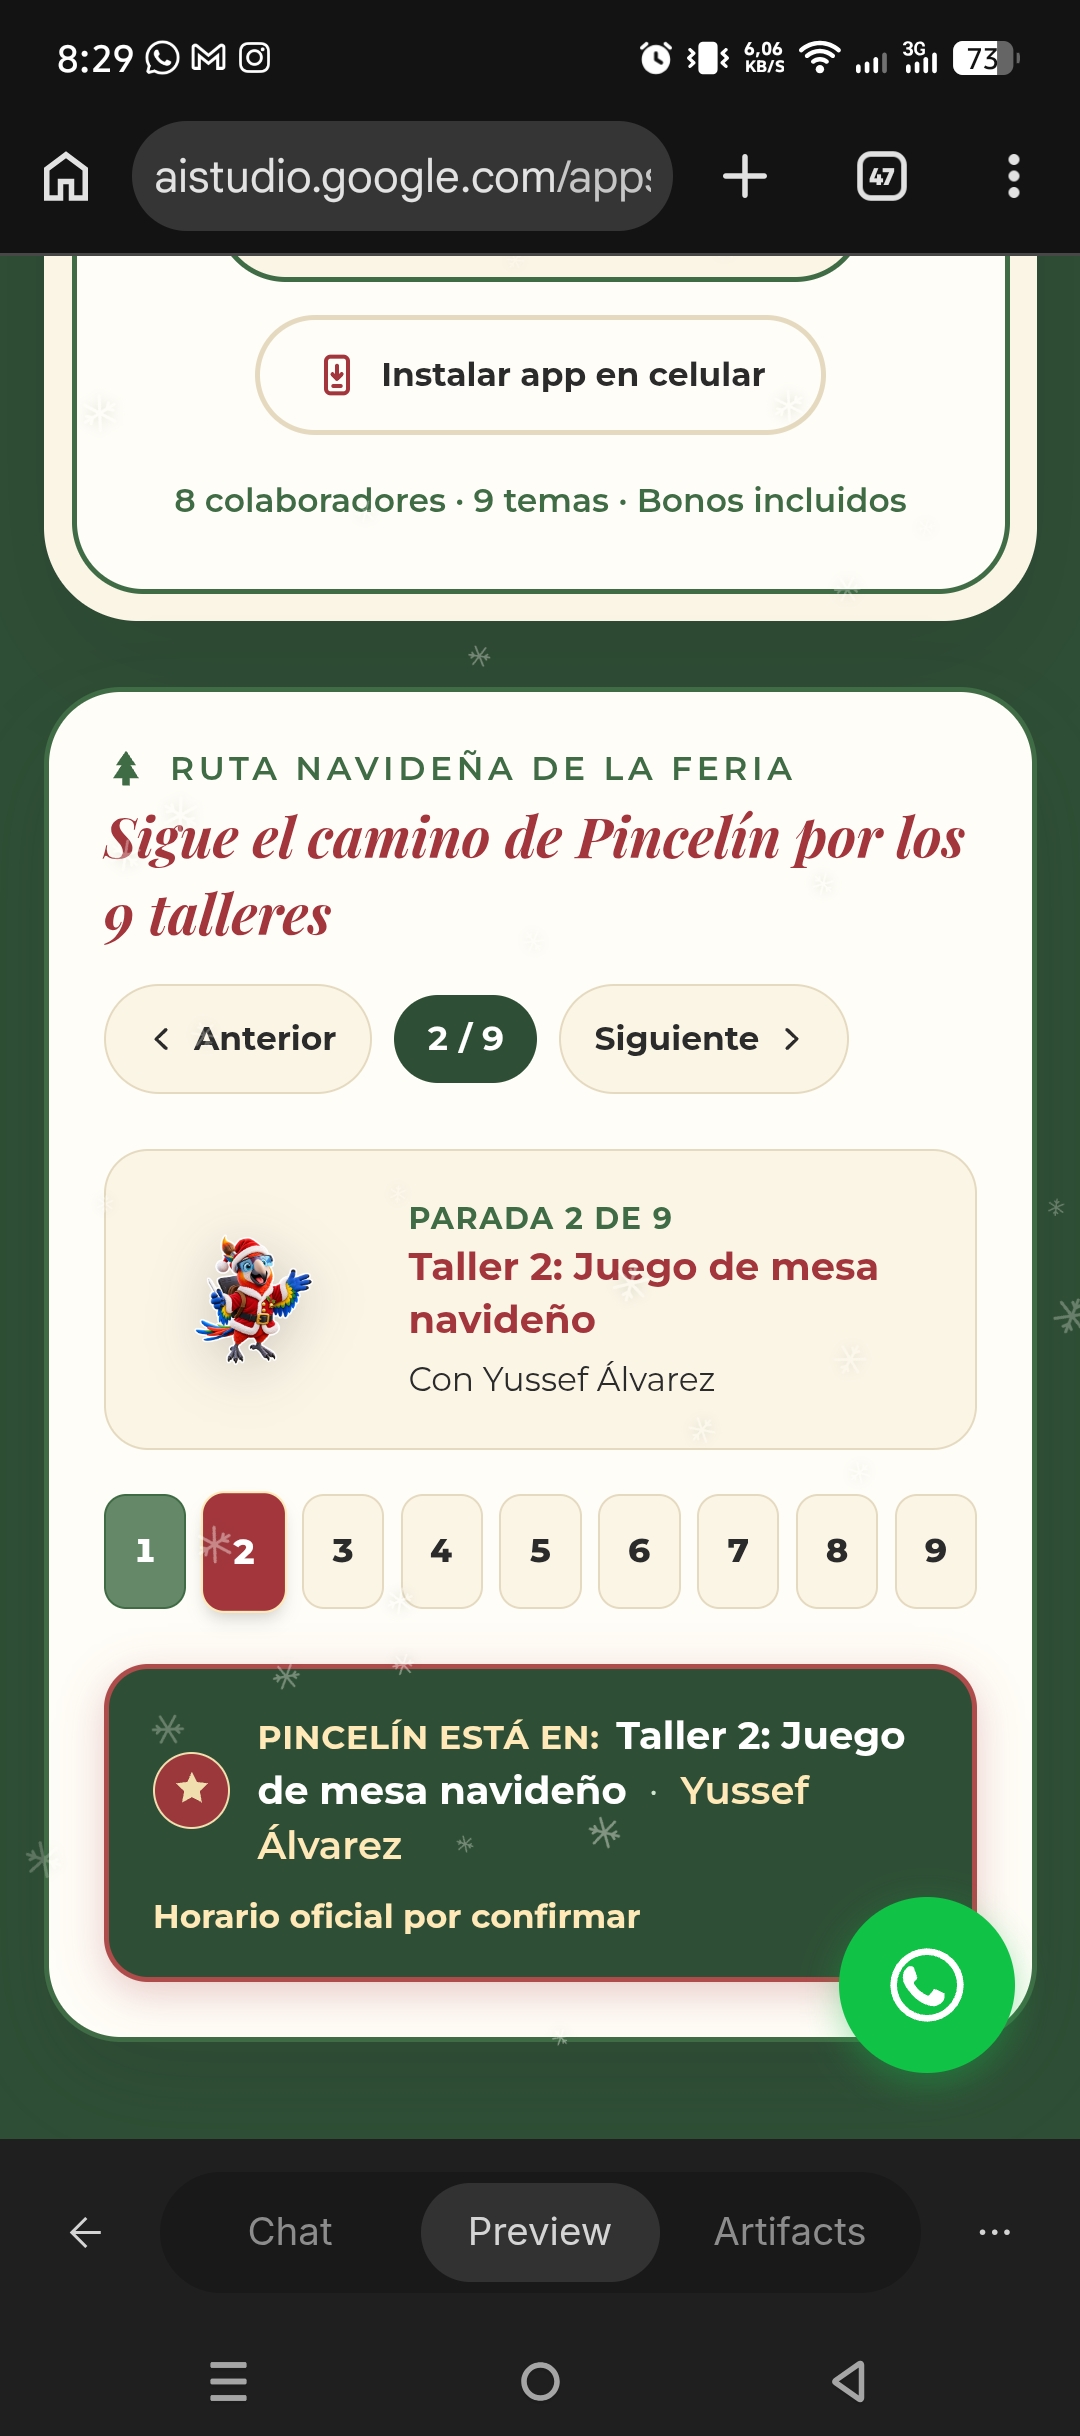 8:29
6,06
KB/S
3G
73
aistudio.google.com/apps
47
Instalar app en celular
8 colaboradores · 9 temas · Bonos incluidos
RUTA NAVIDEÑA DE LA FERIA
Sigue el camino de Pincelín por los
9 talleres
Anterior
2 / 9
Siguiente
PARADA 2 DE 9
Taller 2: Juego de mesa
navideño
Con Yussef Álvarez
1 2 3 4 5 6 7 8 9
PINCELÍN ESTÁ EN: Taller 2: Juego
de mesa navideño · Yussef
Álvarez
Horario oficial por confirmar
Chat
Preview
Artifacts